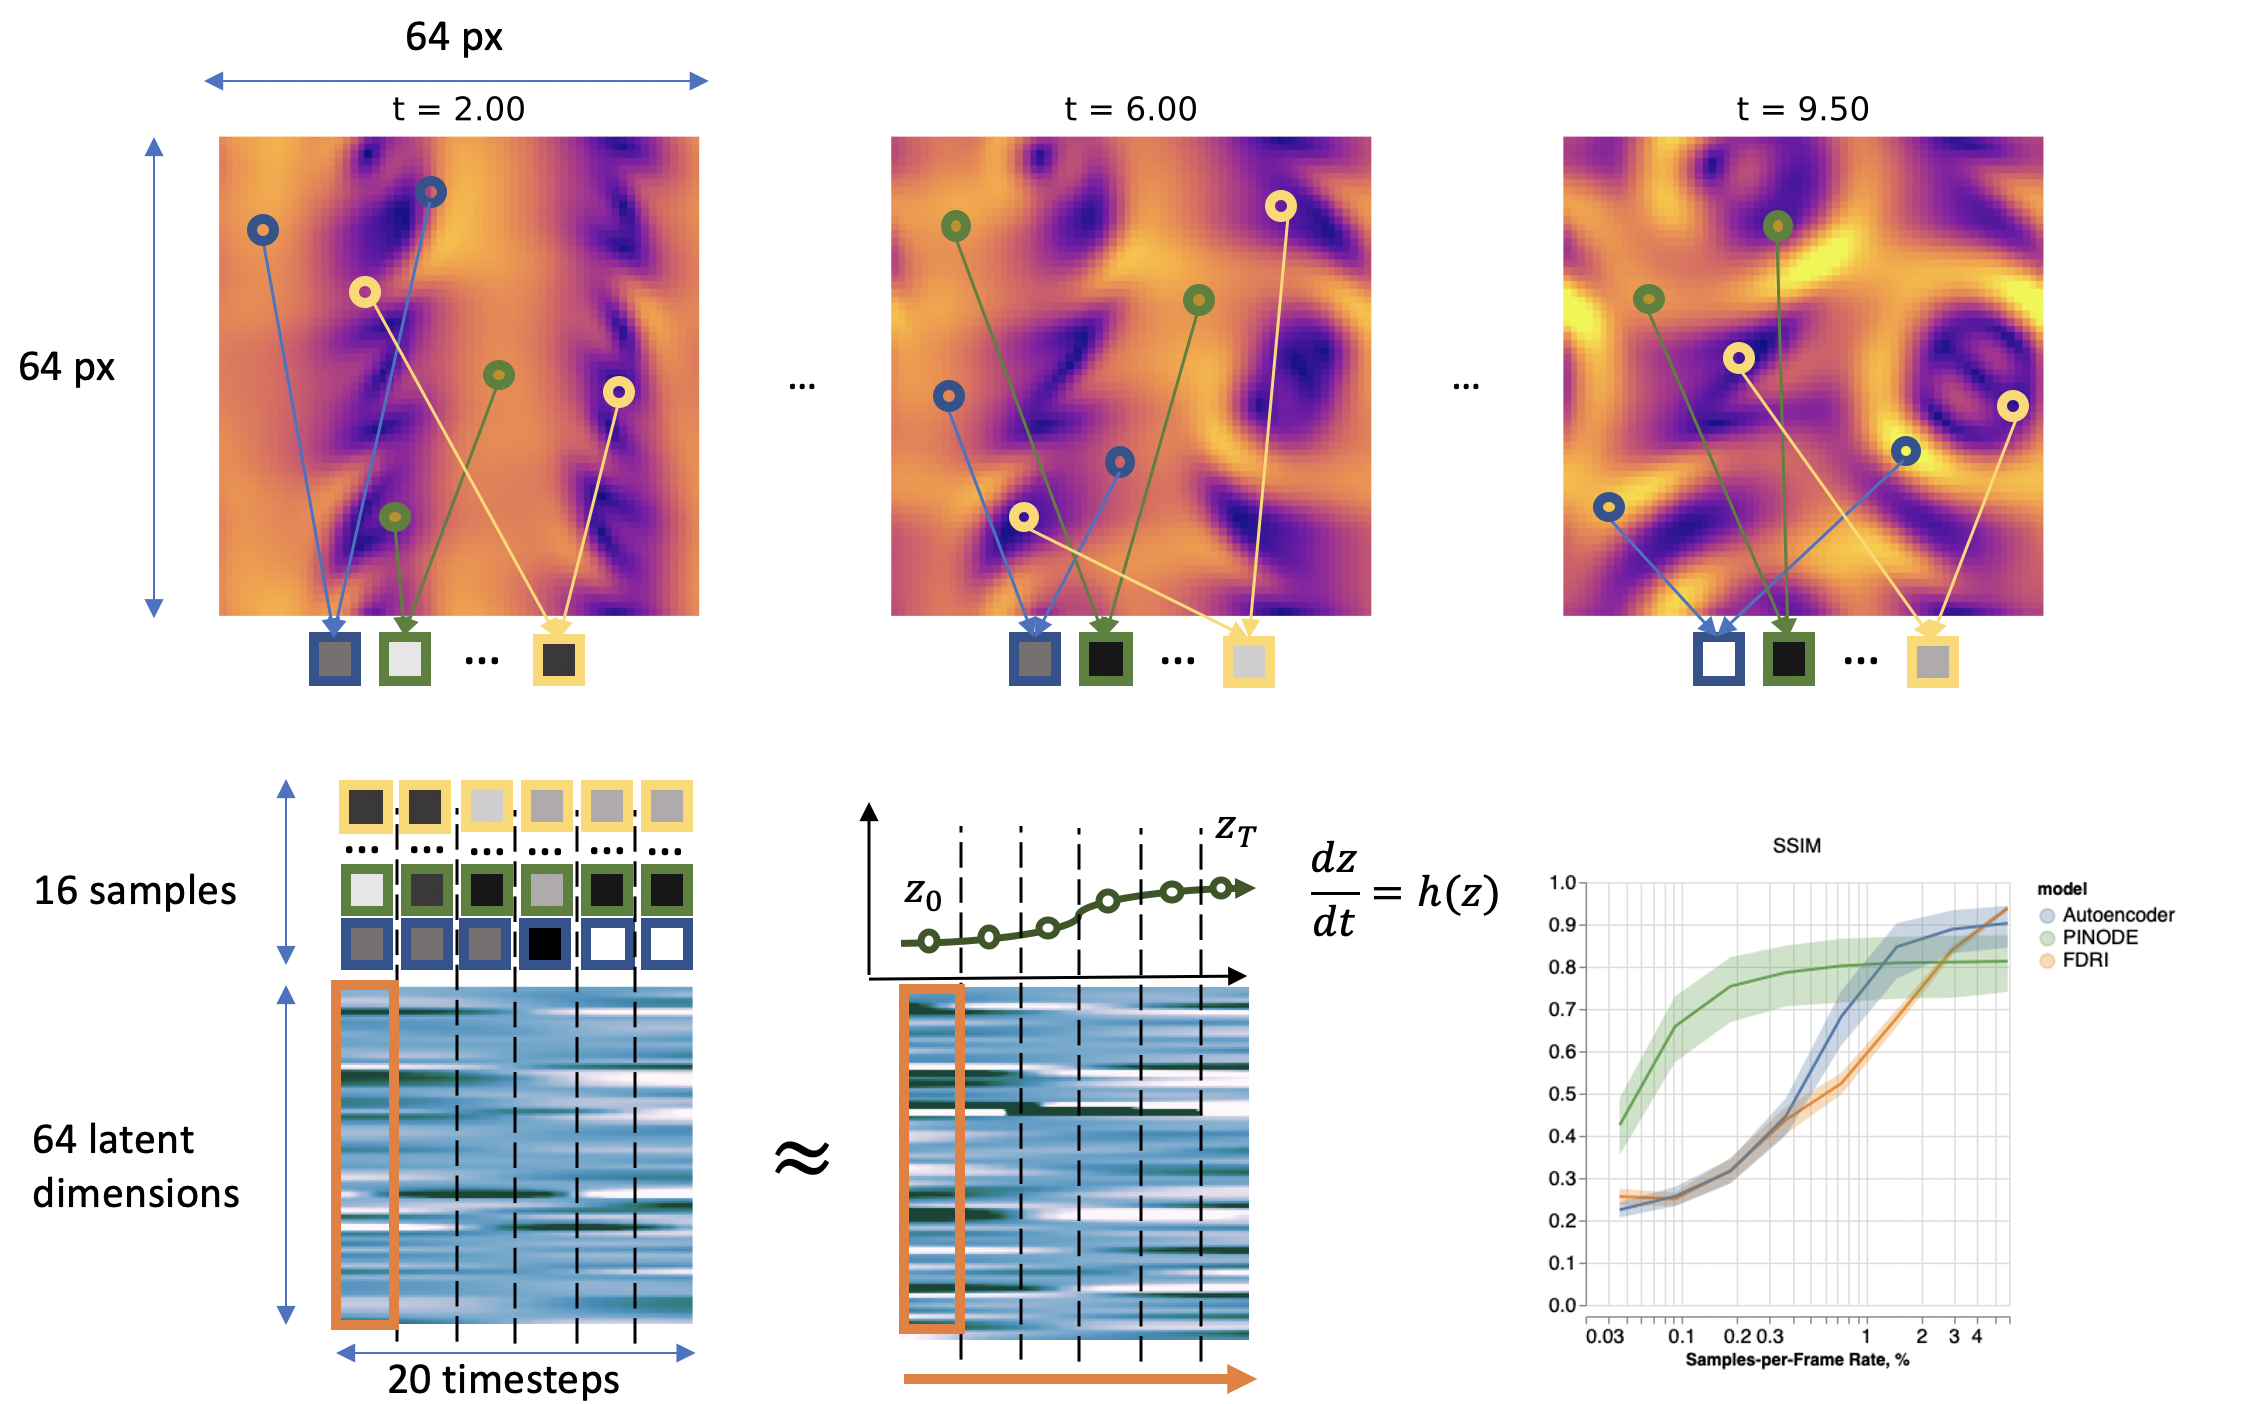 64 px
t = 2.00
t = 6.00
t = 9.50
64 px
...
...
...
...
...
16 samples
... ... ... ... ... ...
z_0
z_T
dz/dt = h(z)
64 latent
dimensions
≈
20 timesteps
SSIM
1.0
0.9
0.8
0.7
0.6
0.5
0.4
0.3
0.2
0.1
0.0
0.03 0.1 0.2 0.3 1 2 3 4
Samples-per-Frame Rate, %
model
Autoencoder
PINODE
FDRI